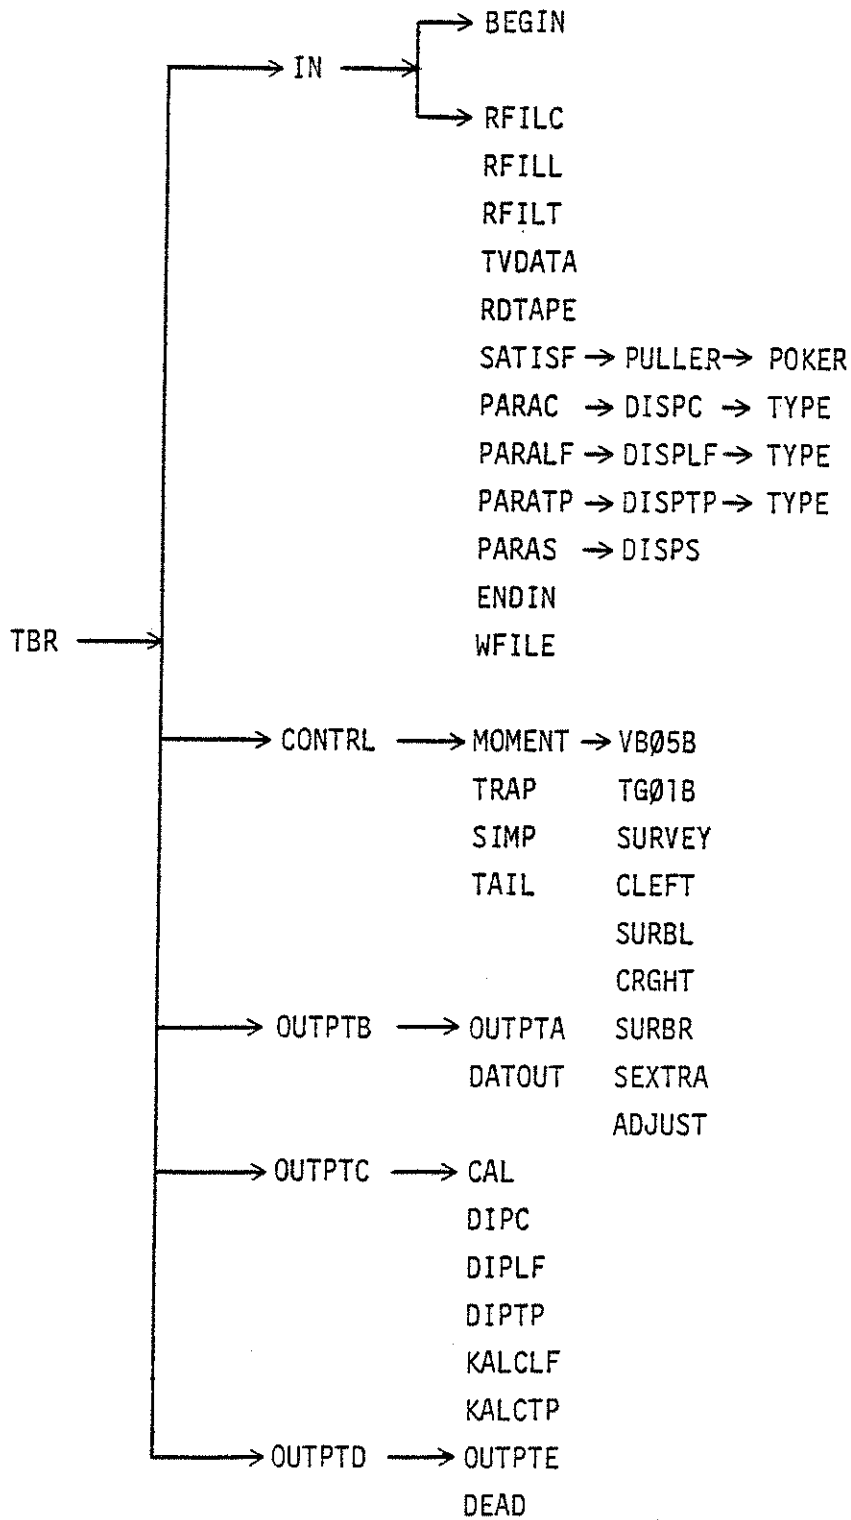 BEGIN
IN
RFILC
RFILL
RFILT
TVDATA
RDTAPE
SATISF → PULLER → POKER
PARAC → DISPC → TYPE
PARALF → DISPLF → TYPE
PARATP → DISPTP → TYPE
PARAS → DISPS
ENDIN
TBR
WFILE
CONTRL → MOMENT → VBØ5B
TRAP TGØ1B
SIMP SURVEY
TAIL CLEFT
SURBL
CRGHT
OUTPTB → OUTPTA SURBR
DATOUT SEXTRA
ADJUST
OUTPTC → CAL
DIPC
DIPLF
DIPTP
KALCLF
KALCTP
OUTPTD → OUTPTE
DEAD